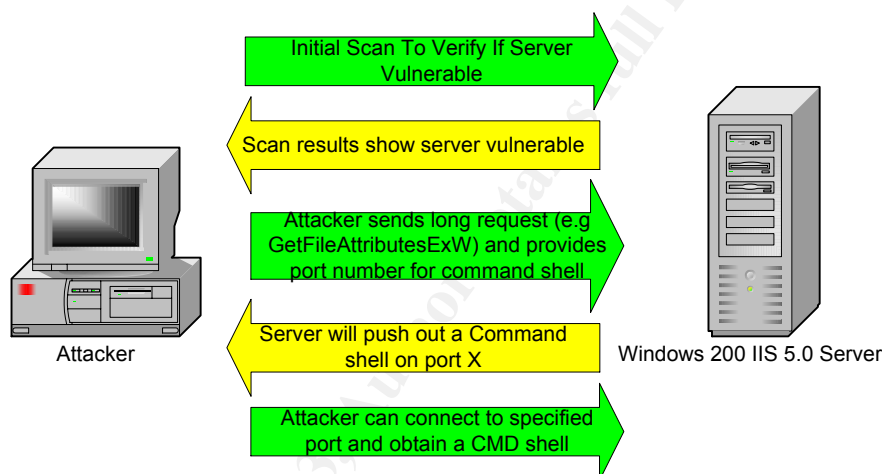 Initial Scan To Verify If Server
Vulnerable
Scan results show server vulnerable
Attacker sends long request (e.g
GetFileAttributesExW) and provides
port number for command shell
Server will push out a Command
shell on port X
Attacker can connect to specified
port and obtain a CMD shell
Attacker
Windows 200 IIS 5.0 Server